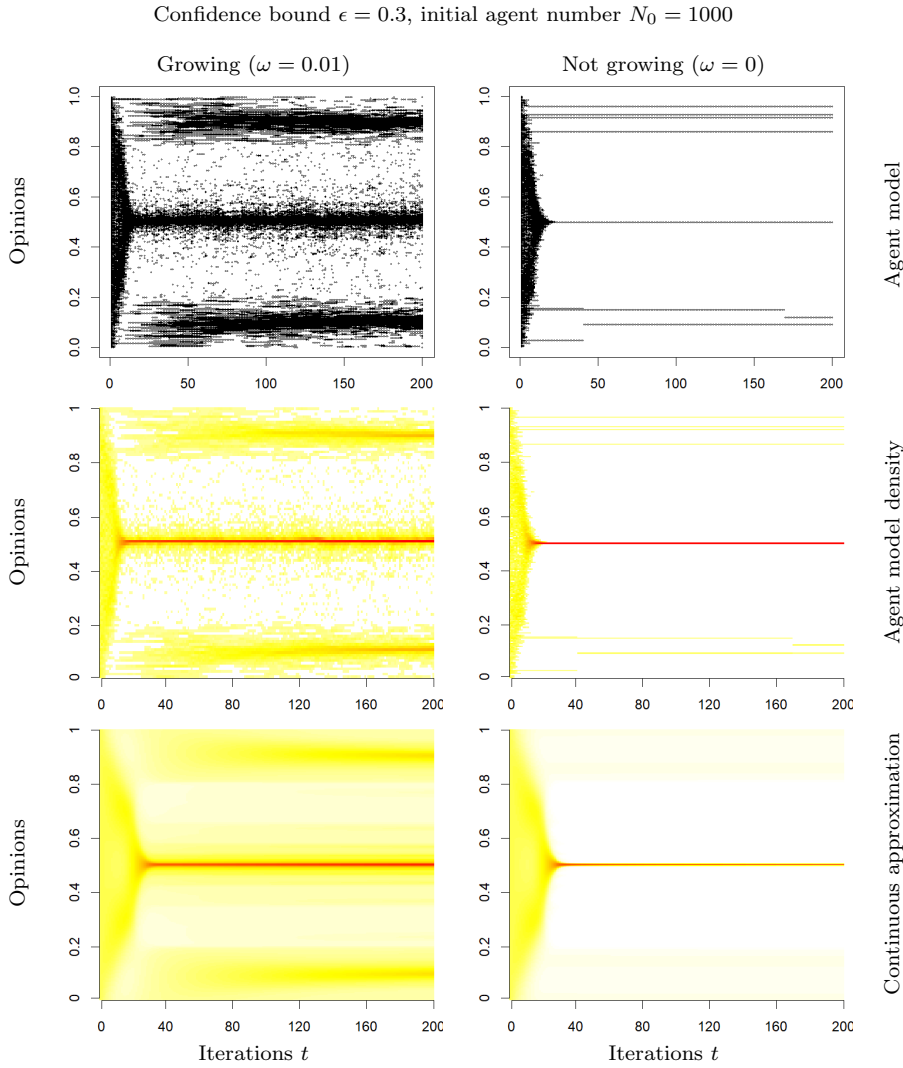 Confidence bound ϵ = 0.3, initial agent number N₀ = 1000
Growing (ω = 0.01)
Not growing (ω = 0)
Opinions
1.0
0.8
0.6
0.4
0.2
0.0
0 50 100 150 200
1.0
0.8
0.6
0.4
0.2
0.0
0 50 100 150 200
Agent model
Opinions
1
0.8
0.6
0.4
0.2
0
0 40 80 120 160 200
1
0.8
0.6
0.4
0.2
0
0 40 80 120 160 200
Agent model density
Opinions
1
0.8
0.6
0.4
0.2
0
0 40 80 120 160 200
Iterations t
1
0.8
0.6
0.4
0.2
0
0 40 80 120 160 200
Iterations t
Continuous approximation